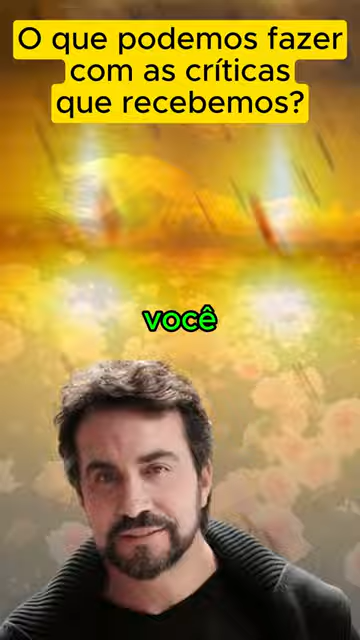 O que podemos fazer
com as críticas
que recebemos?
você